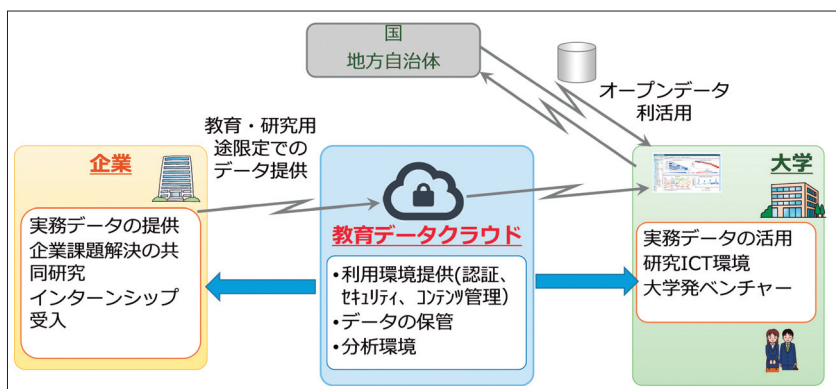 国
地方自治体
オープンデータ
利活用
教育・研究用
途限定での
データ提供
企業
実務データの提供
企業課題解決の共
同研究
インターンシップ
受入
教育データクラウド
•利用環境提供(認証、
ｾｷｭﾘﾃｨ、ｺﾝﾃﾝﾂ管理)
•データの保管
•分析環境
大学
実務データの活用
研究ICT環境
大学発ベンチャー